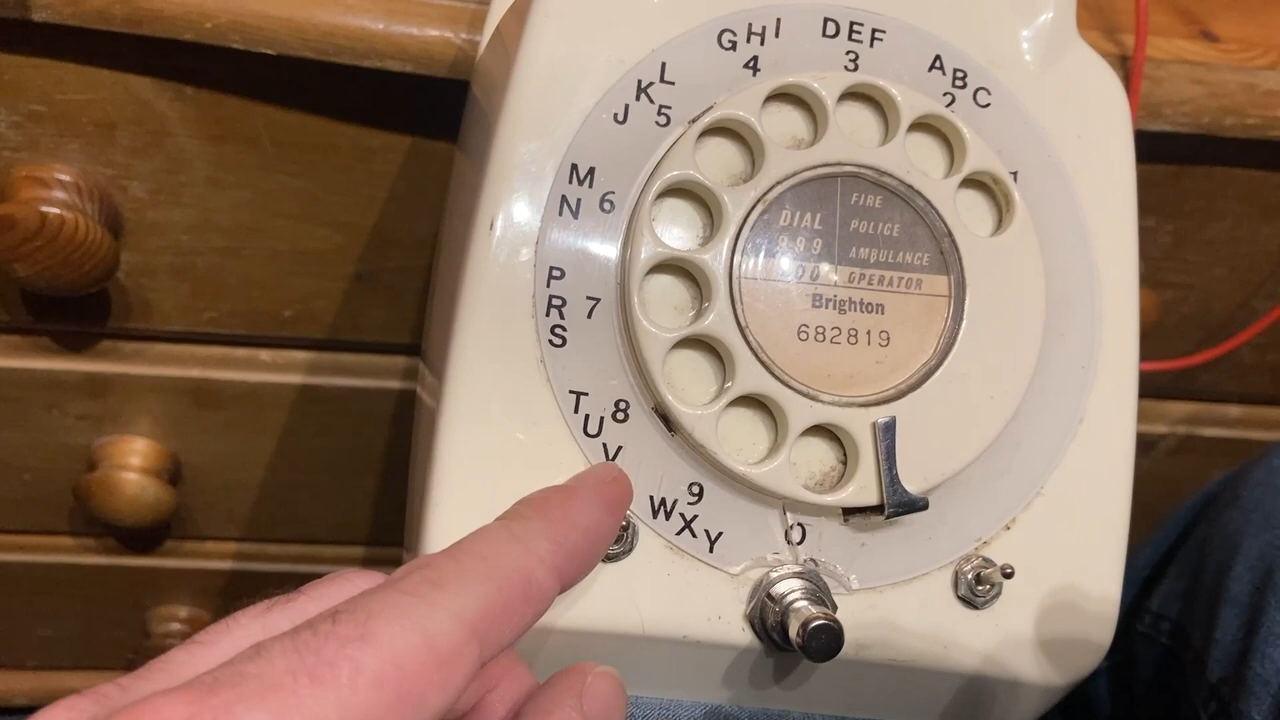 GHI
4
DEF
3
ABC
2
1
JKL
5
MN
6
PRS
7
TUV
8
WXY
9
0
DIAL
999
FIRE
POLICE
AMBULANCE
OPERATOR
Brighton
682819